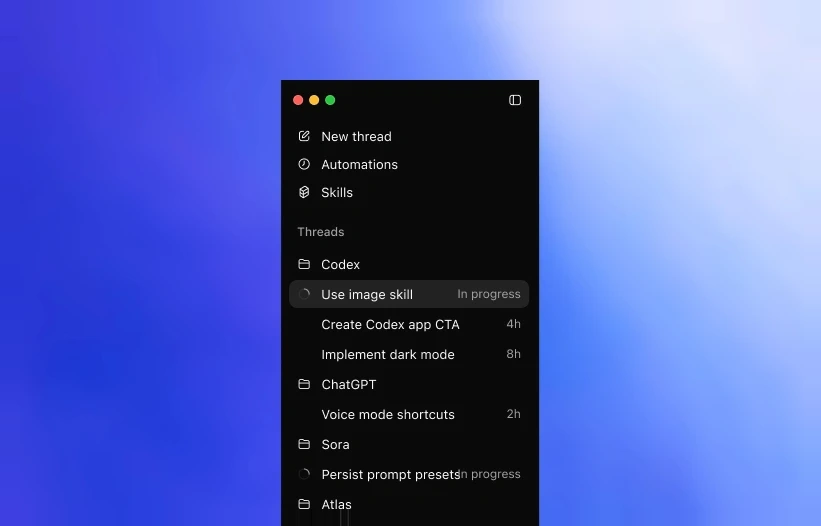 New thread
Automations
Skills
Threads
Codex
Use image skill In progress
Create Codex app CTA 4h
Implement dark mode 8h
ChatGPT
Voice mode shortcuts 2h
Sora
Persist prompt presets In progress
Atlas